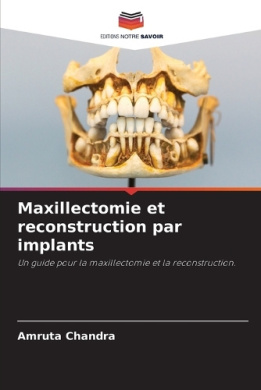 EDITIONS NOTRE SAVOIR
Maxillectomie et
reconstruction par
implants
Un guide pour la maxillectomie et la reconstruction.
Amruta Chandra